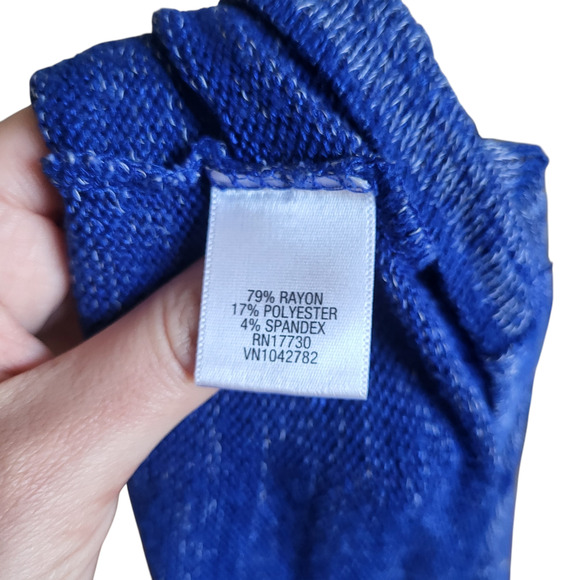 79% RAYON
17% POLYESTER
4% SPANDEX
RN17730
VN1042782